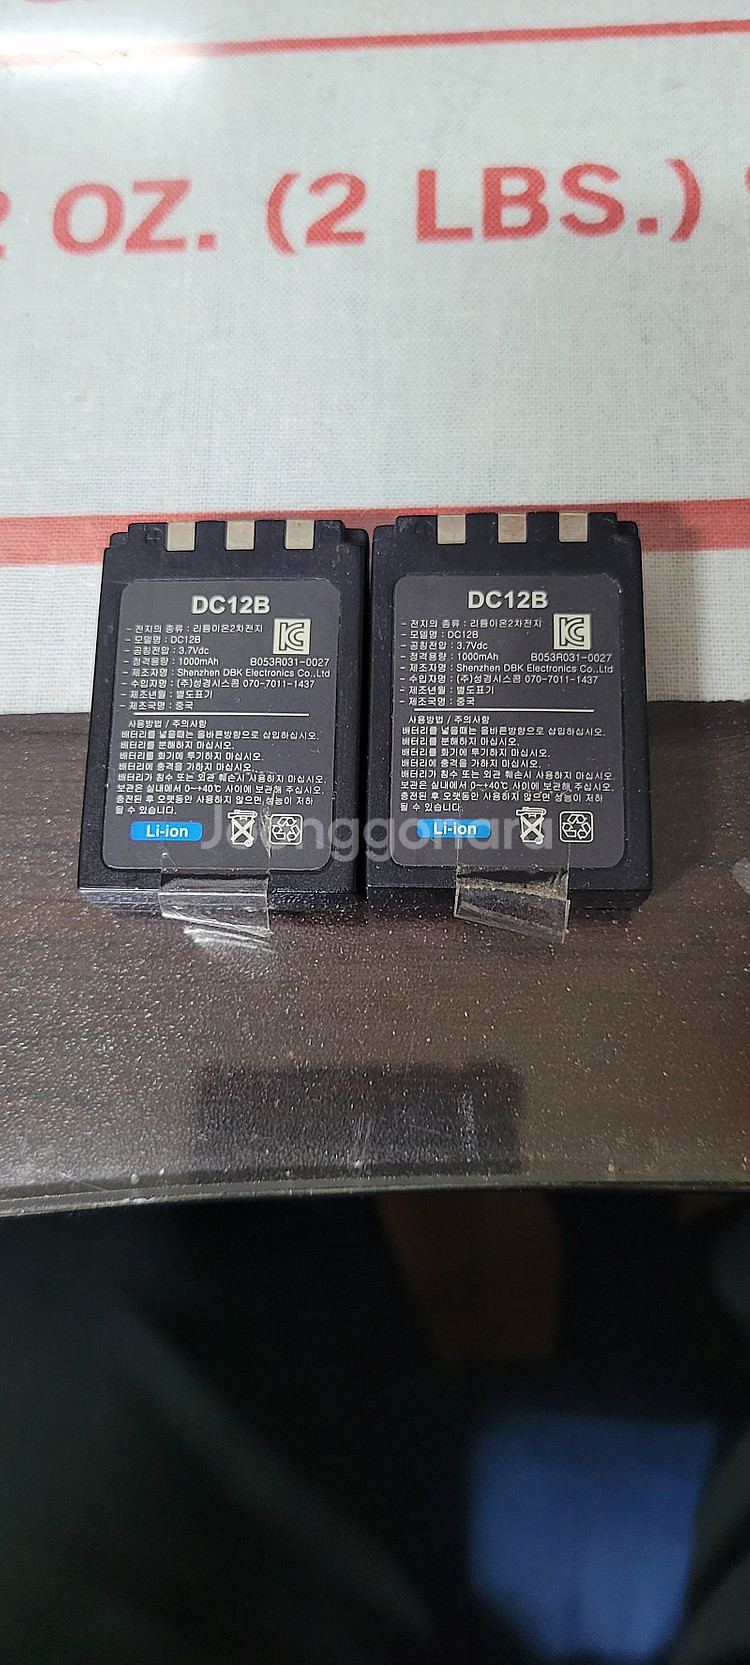 OZ. (2 LBS.)
DC12B
- 전지의 종류 : 리튬이온2차전지
- 모델명 : DC12B
- 공칭전압 : 3.7Vdc
- 정격용량 : 1000mAh B053R031-0027
- 제조자명 : Shenzhen DBK Electronics Co.,Ltd
- 수입자명 : (주)성경시스콤 070-7011-1437
- 제조년월 : 별도표기
- 제조국명 : 중국
사용방법 / 주의사항
배터리를 넣을때는 올바른방향으로 삽입하십시오.
배터리를 분해하지 마십시오.
배터리를 화기에 투기하지 마십시오.
배터리에 충격을 가하지 마십시오.
배터리가 침수 또는 외관 훼손시 사용하지 마십시오.
보관은 실내에서 0~+40℃ 사이에 보관해 주십시오.
충전된 후 오랫동안 사용하지 않으면 성능이 저하
될 수 있습니다.
Li-ion
DC12B
- 전지의 종류 : 리튬이온2차전지
- 모델명 : DC12B
- 공칭전압 : 3.7Vdc
- 정격용량 : 1000mAh B053R031-0027
- 제조자명 : Shenzhen DBK Electronics Co.,Ltd
- 수입자명 : (주)성경시스콤 070-7011-1437
- 제조년월 : 별도표기
- 제조국명 : 중국
사용방법 / 주의사항
배터리를 넣을때는 올바른방향으로 삽입하십시오.
배터리를 분해하지 마십시오.
배터리를 화기에 투기하지 마십시오.
배터리에 충격을 가하지 마십시오.
배터리가 침수 또는 외관 훼손시 사용하지 마십시오.
보관은 실내에서 0~+40℃ 사이에 보관해 주십시오.
충전된 후 오랫동안 사용하지 않으면 성능이 저하
될 수 있습니다.
Li-ion
Joonggonara